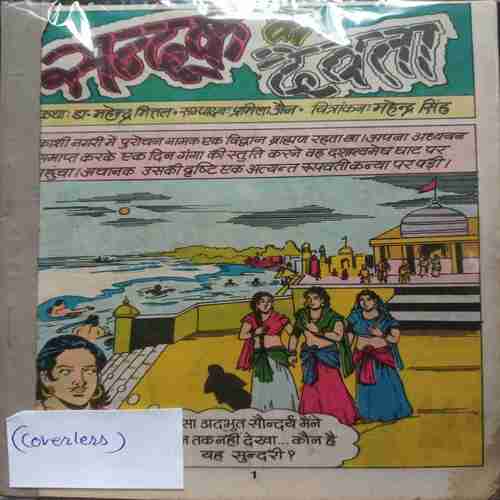 सन्दूक का देवता
कथा: डा॰ महेन्द्र मित्तल • सम्पादन: प्रमिला जैन • चित्रांकन: महेन्द्र सिंह
काशी नगरी में पुरोचन नामक एक विद्वान ब्राह्मण रहता था। अपना अध्ययन
समाप्त करके एक दिन गंगा की स्तुति करने वह दशाश्वमेध घाट पर
पहुंचा। अचानक उसकी दृष्टि एक अत्यन्त रूपवती कन्या पर पड़ी।
(Coverless)
सा अदभुत सौन्दर्य मैंने
तक नहीं देखा... कौन है
यह सुन्दरी?
1